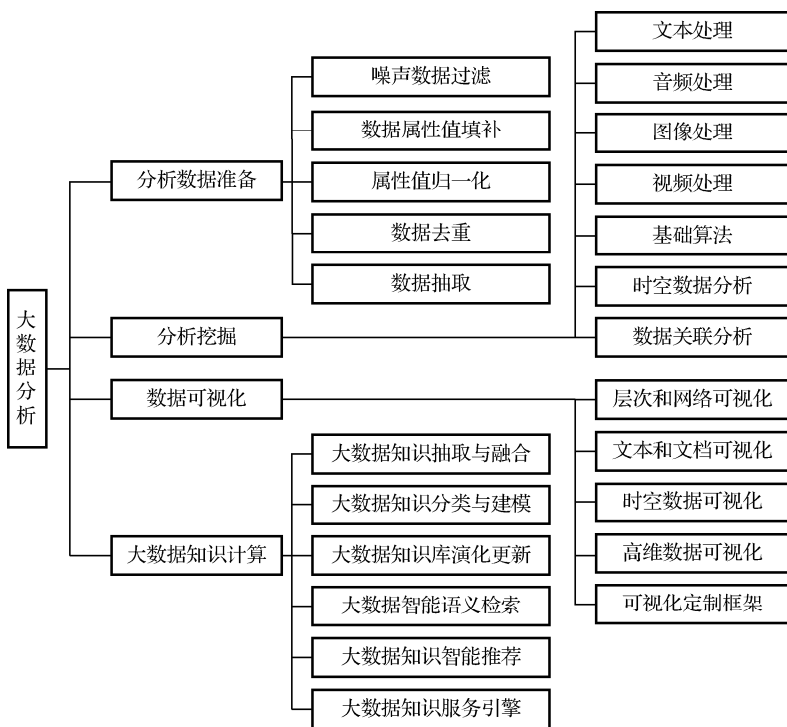 大数据分析
分析数据准备
噪声数据过滤
数据属性值填补
属性值归一化
数据去重
数据抽取
分析挖掘
文本处理
音频处理
图像处理
视频处理
基础算法
时空数据分析
数据关联分析
数据可视化
层次和网络可视化
文本和文档可视化
时空数据可视化
高维数据可视化
可视化定制框架
大数据知识计算
大数据知识抽取与融合
大数据知识分类与建模
大数据知识库演化更新
大数据智能语义检索
大数据知识智能推荐
大数据知识服务引擎